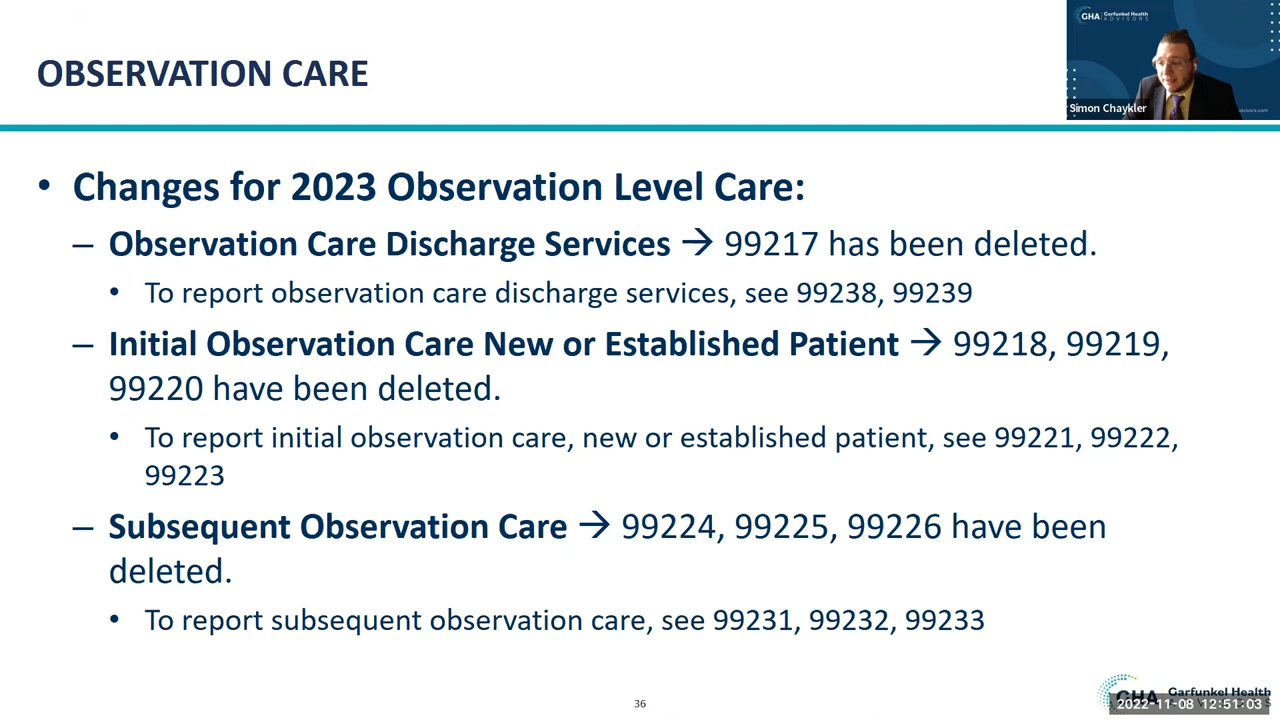 GHA Garfunkel Health
ADVISORS
OBSERVATION CARE
Simon Chaykler
• Changes for 2023 Observation Level Care:
– Observation Care Discharge Services → 99217 has been deleted.
• To report observation care discharge services, see 99238, 99239
– Initial Observation Care New or Established Patient → 99218, 99219,
99220 have been deleted.
• To report initial observation care, new or established patient, see 99221, 99222,
99223
– Subsequent Observation Care → 99224, 99225, 99226 have been
deleted.
• To report subsequent observation care, see 99231, 99232, 99233
36
GHA Garfunkel Health
2022-11-08 12:51:03